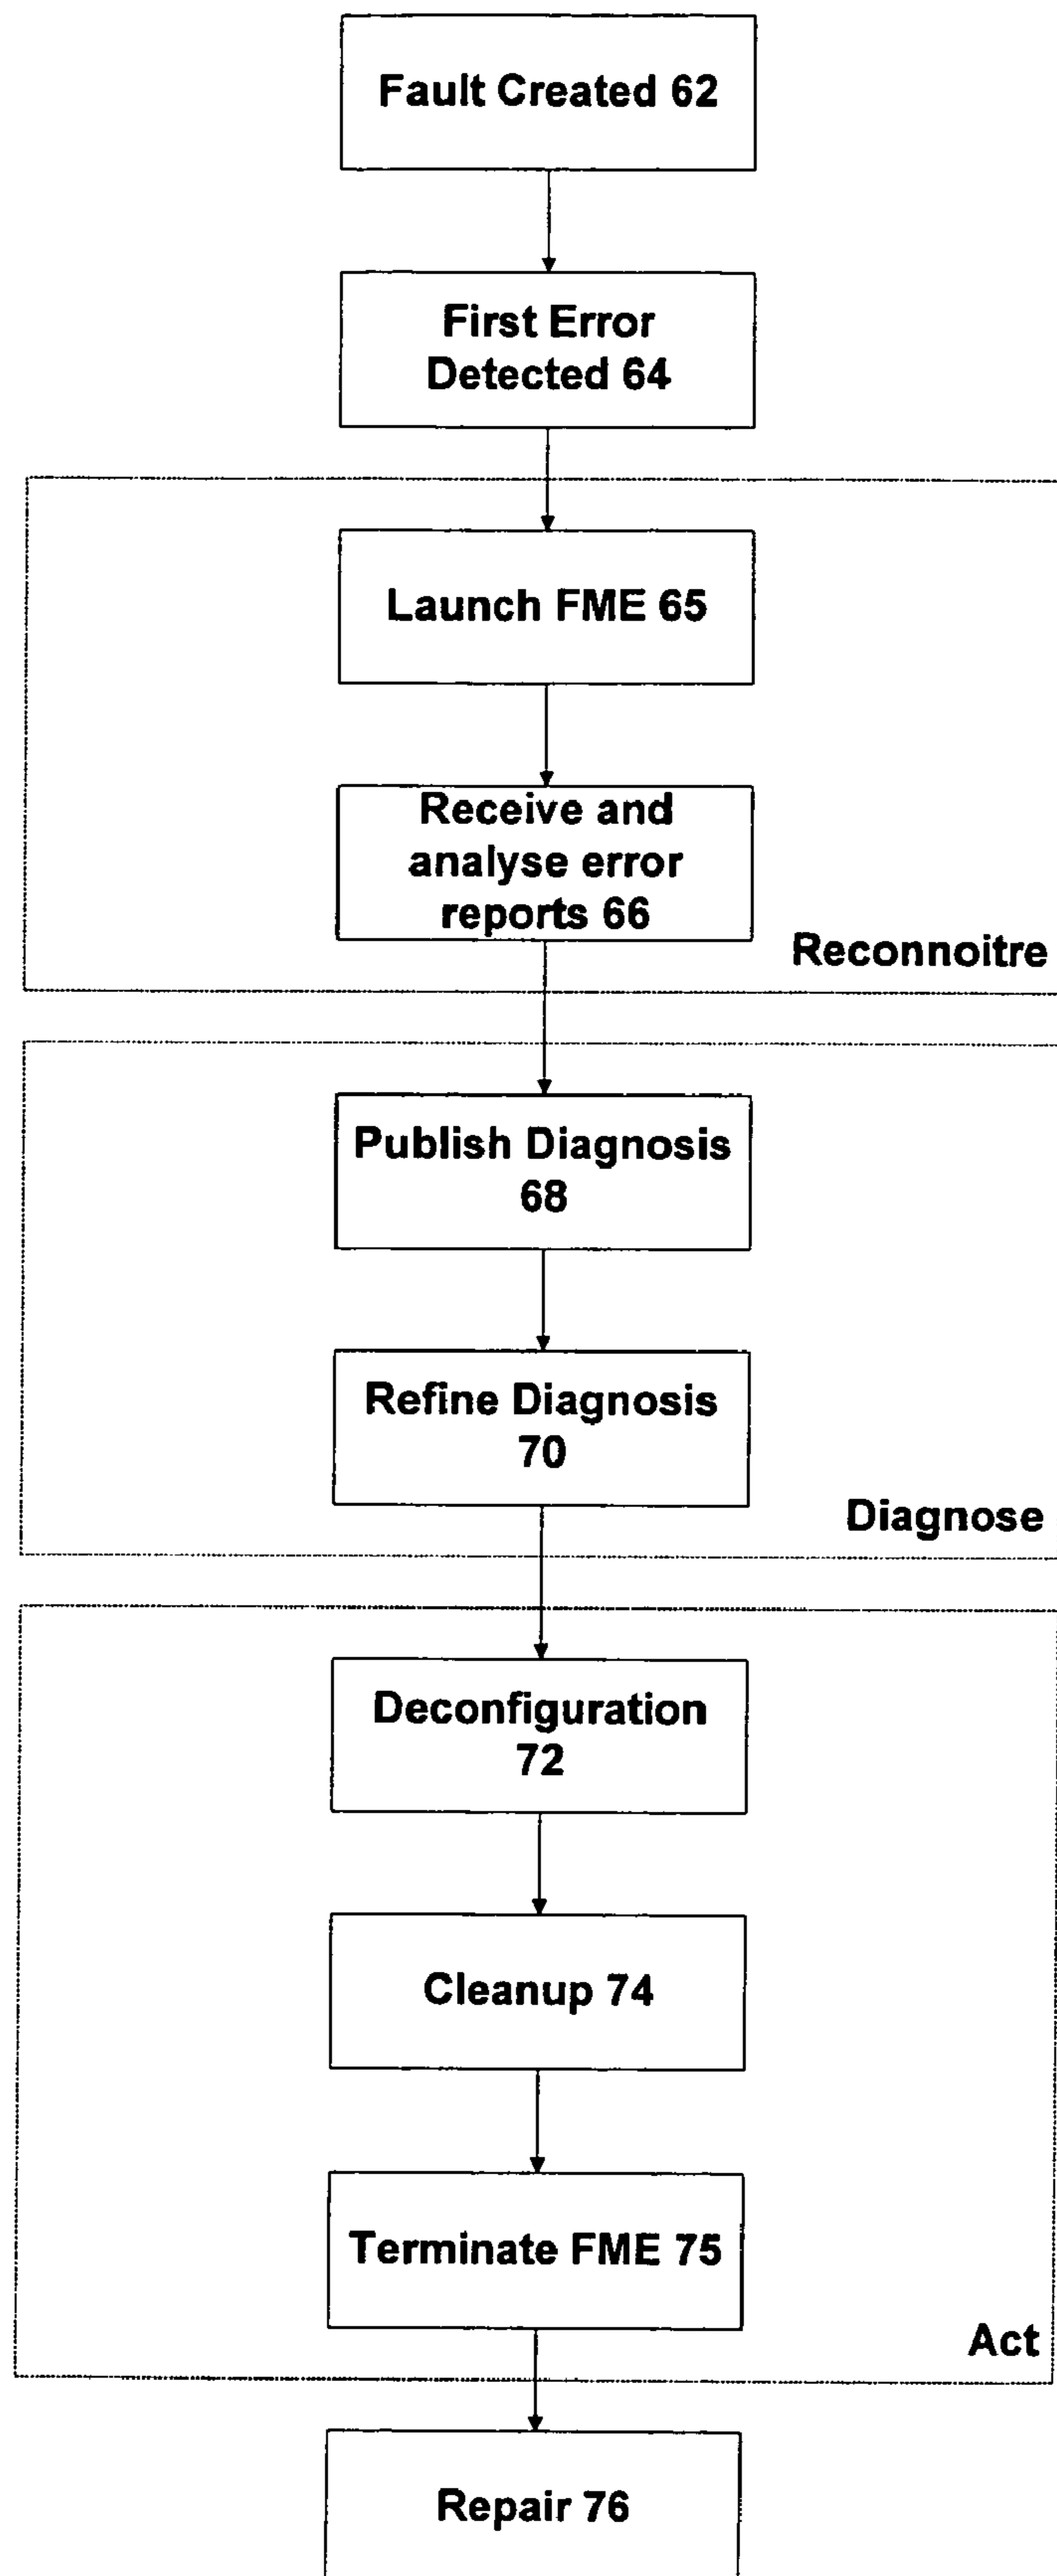 Fault Created 62
First Error
Detected 64
Launch FME 65
Receive and
analyse error
reports 66
Reconnoitre
Publish Diagnosis
68
Refine Diagnosis
70
Diagnose
Deconfiguration
72
Cleanup 74
Terminate FME 75
Act
Repair 76